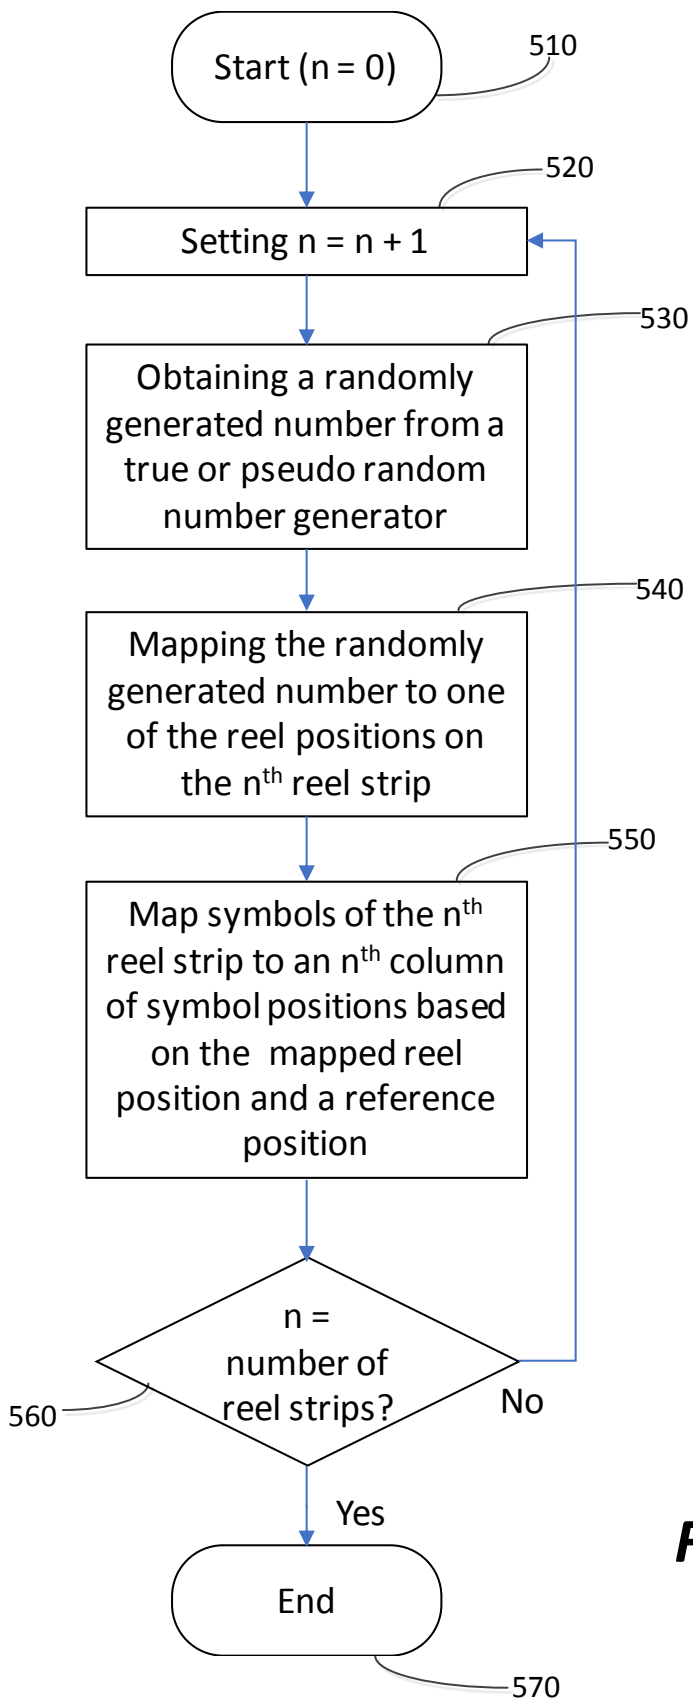 Start (n = 0)
510
520
Setting n = n + 1
530
Obtaining a randomly
generated number from a
true or pseudo random
number generator
540
Mapping the randomly
generated number to one
of the reel positions on
the nth reel strip
550
Map symbols of the nth
reel strip to an nth column
of symbol positions based
on the mapped reel
position and a reference
position
n =
number of
reel strips?
560
No
Yes
F
End
570